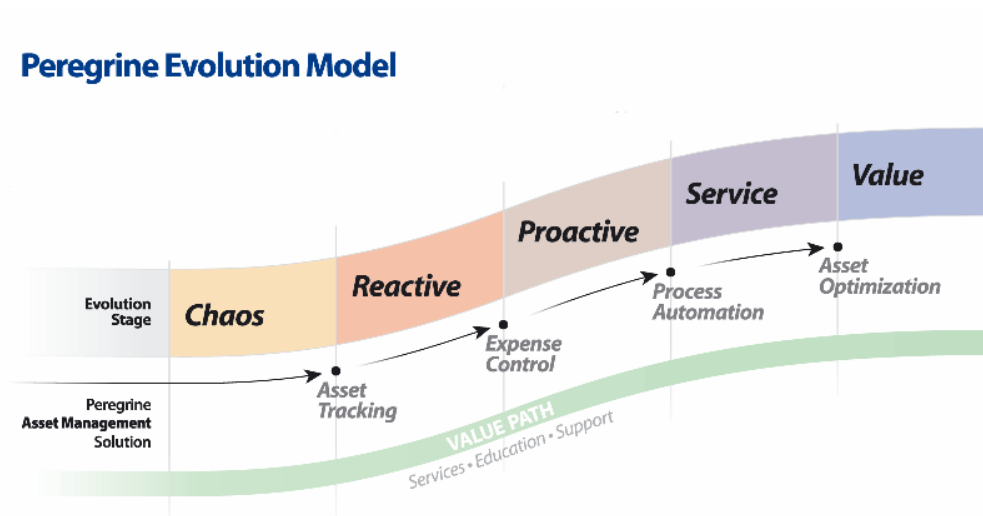 Peregrine Evolution Model
Evolution
Stage
Chaos
Reactive
Proactive
Service
Value
Peregrine
Asset Management
Solution
Asset
Tracking
Expense
Control
Process
Automation
Asset
Optimization
VALUE PATH
Services • Education • Support